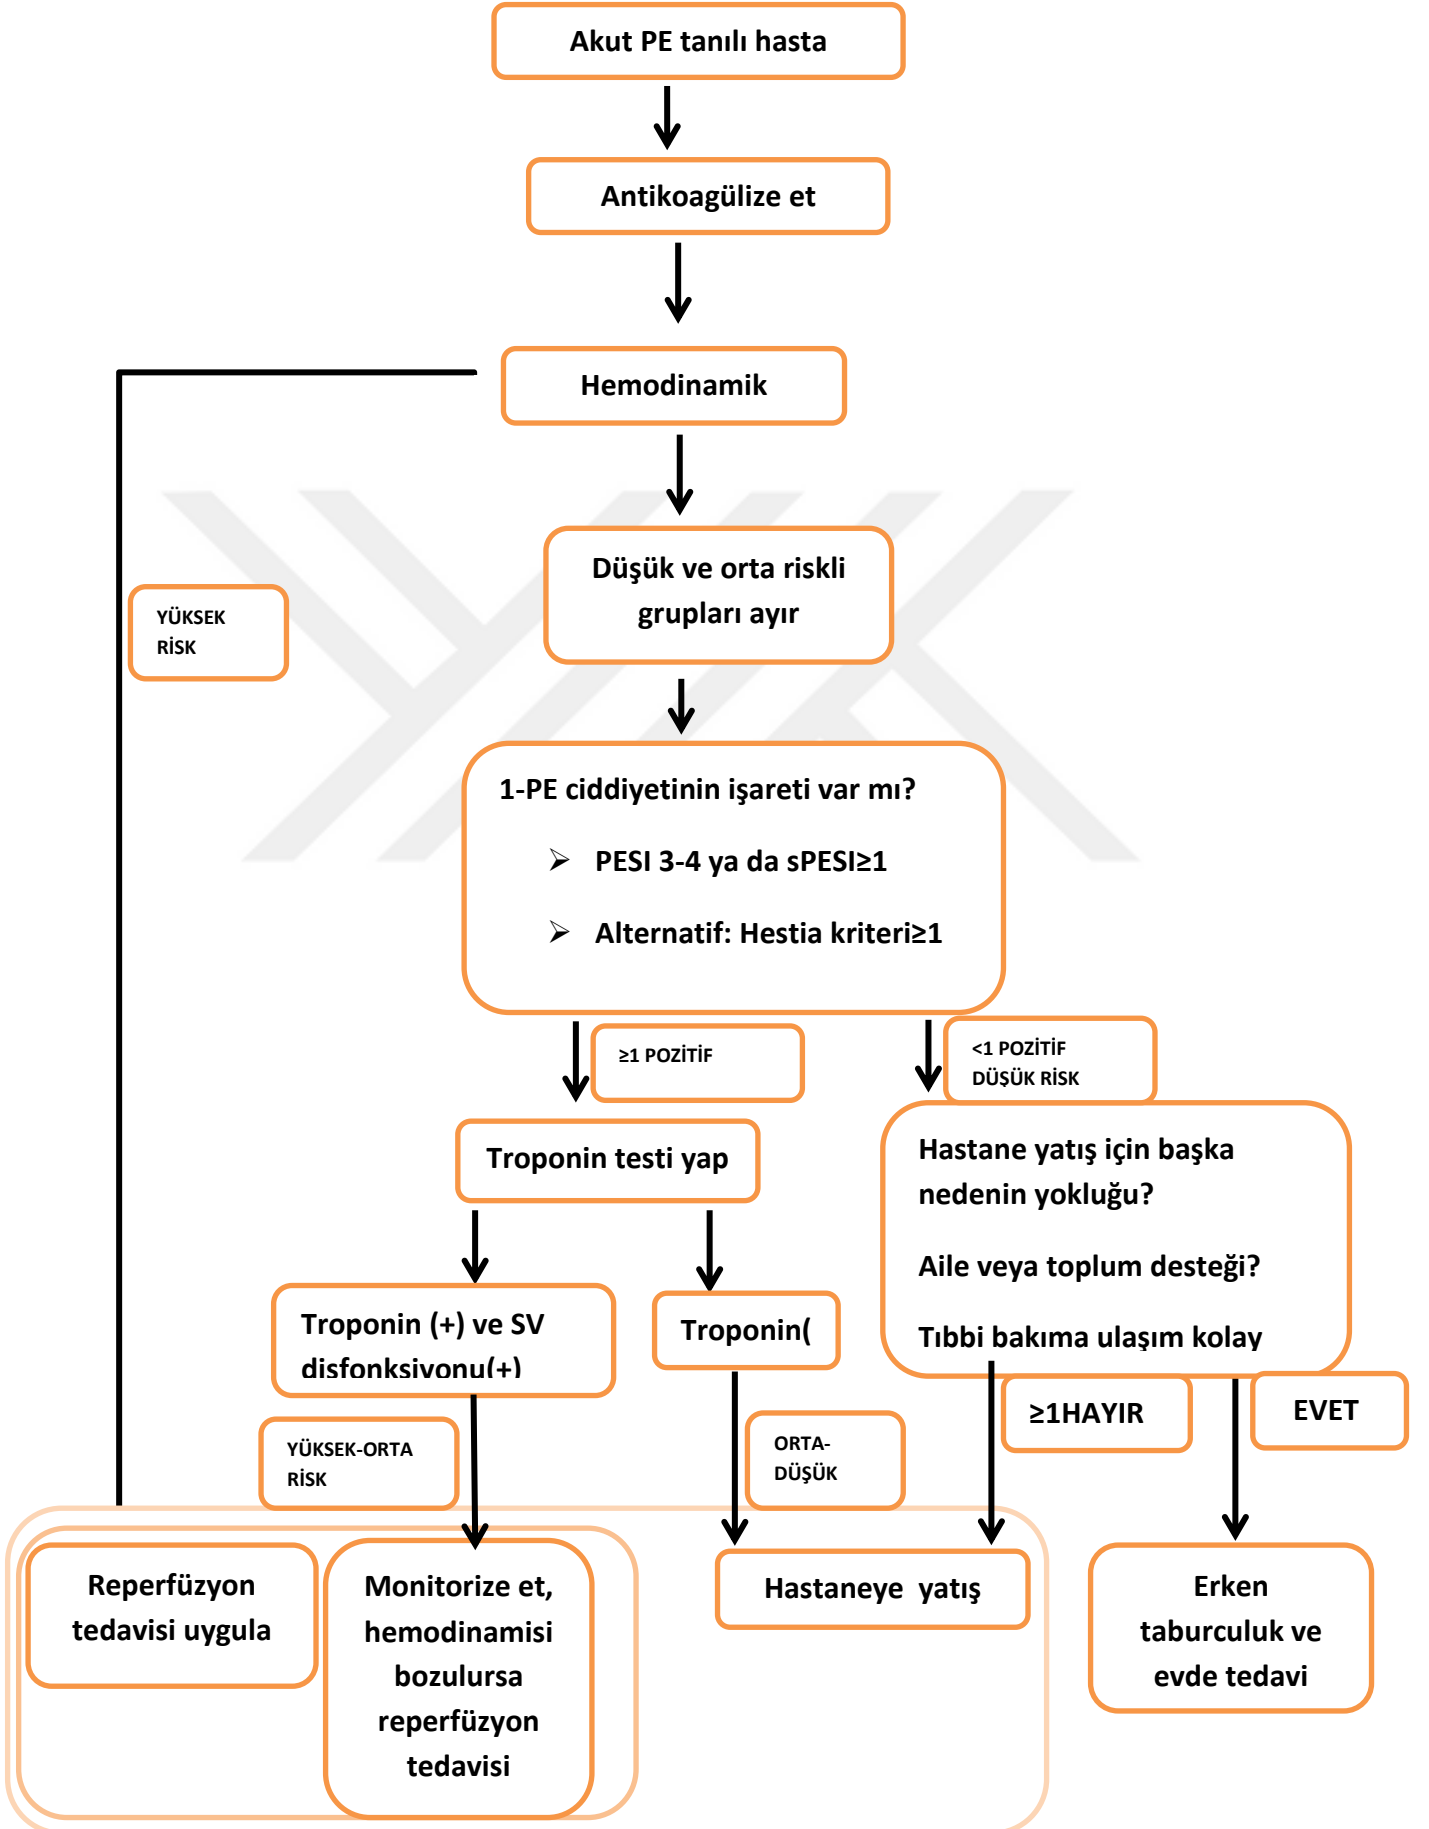 Akut PE tanılı hasta
Antikoagülize et
Hemodinamik
Düşük ve orta riskli
grupları ayır
YÜKSEK
RİSK
1-PE ciddiyetinin işareti var mı?
➢ PESI 3-4 ya da sPESI≥1
➢ Alternatif: Hestia kriteri≥1
≥1 POZİTİF
<1 POZİTİF
DÜŞÜK RİSK
Troponin testi yap
Hastane yatış için başka
nedenin yokluğu?
Aile veya toplum desteği?
Tıbbi bakıma ulaşım kolay
Troponin (+) ve SV
disfonksiyonu(+)
Troponin(
≥1HAYIR
EVET
YÜKSEK-ORTA
RİSK
ORTA-
DÜŞÜK
Reperfüzyon
tedavisi uygula
Monitorize et,
hemodinamisi
bozulursa
reperfüzyon
tedavisi
Hastaneye yatış
Erken
taburculuk ve
evde tedavi